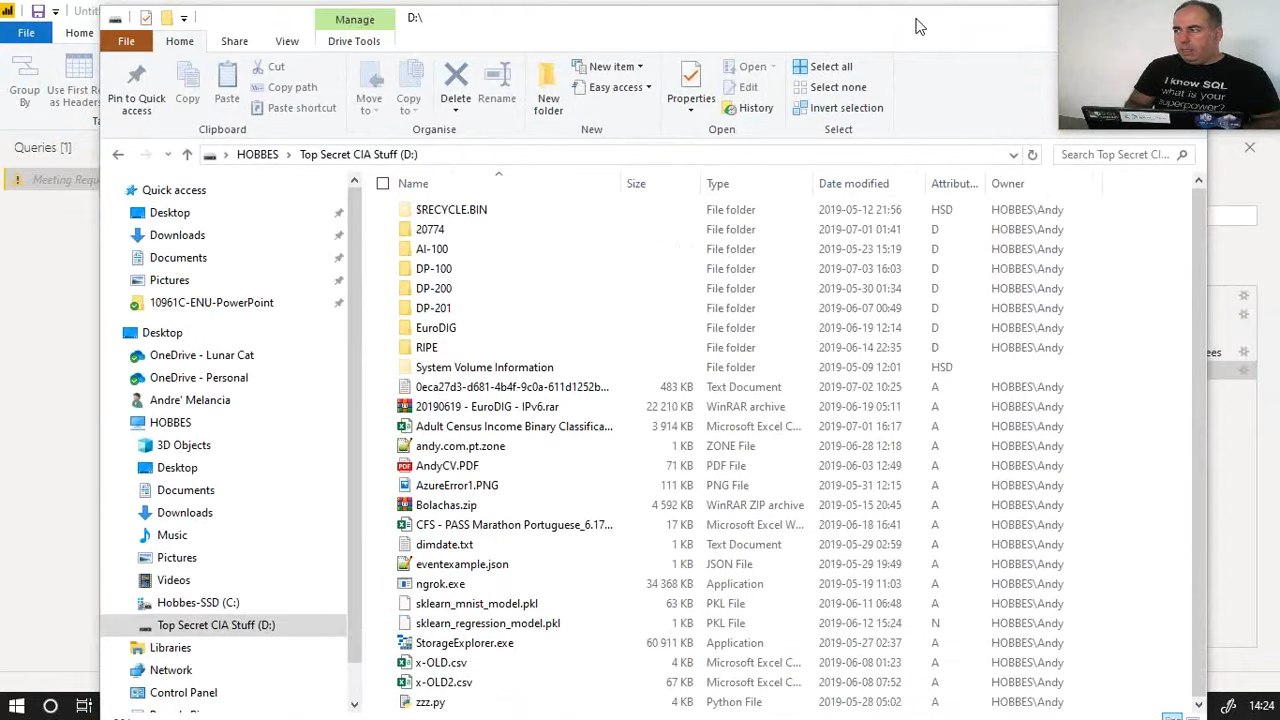 Manage
D:\
File
Home
File
Home
Share
View
Drive Tools
Group
By
Use First Ro
as Headers
Pin to Quick
access
Copy
Paste
Cut
Copy path
Paste shortcut
Clipboard
Move
to
Copy
to
Delete
Rename
Organise
New
folder
New item
Easy access
New
Properties
Open
Edit
History
Open
Select all
Select none
Invert selection
Select
I know SQL
what is your
superpower?
Queries [1]
Meeting Requ
HOBBES > Top Secret CIA Stuff (D:)
Search Top Secret CI...
Quick access
Desktop
Downloads
Documents
Pictures
10961C-ENU-PowerPoint
Desktop
OneDrive - Lunar Cat
OneDrive - Personal
Andre' Melancia
HOBBES
3D Objects
Desktop
Documents
Downloads
Music
Pictures
Videos
Hobbes-SSD (C:)
Top Secret CIA Stuff (D:)
Libraries
Network
Control Panel
Name Size Type Date modified Attribut... Owner
$RECYCLE.BIN File folder 2019-05-12 21:56 HSD HOBBES\Andy
20774 File folder 2019-07-01 01:41 D HOBBES\Andy
AI-100 File folder 2019-05-23 15:19 D HOBBES\Andy
DP-100 File folder 2019-07-03 16:03 D HOBBES\Andy
DP-200 File folder 2019-05-30 01:34 D HOBBES\Andy
DP-201 File folder 2019-06-07 00:49 D HOBBES\Andy
EuroDIG File folder 2019-06-19 12:14 D HOBBES\Andy
RIPE File folder 2019-06-14 22:35 D HOBBES\Andy
System Volume Information File folder 2019-05-09 12:01 HSD
0eca27d3-d681-4b4f-9c0a-611d1252b... 483 KB Text Document 2019-07-02 10:25 A HOBBES\Andy
20190619 - EuroDIG - IPv6.rar 22 210 KB WinRAR archive 2019-06-19 05:11 A HOBBES\Andy
Adult Census Income Binary Classifica... 3 914 KB Microsoft Excel C... 2019-07-01 16:17 A HOBBES\Andy
andy.com.pt.zone 1 KB ZONE File 2019-06-28 12:18 A HOBBES\Andy
AndyCV.PDF 71 KB PDF File 2019-06-03 12:49 A HOBBES\Andy
AzureError1.PNG 111 KB PNG File 2019-05-31 12:15 A HOBBES\Andy
Bolachas.zip 4 592 KB WinRAR ZIP archive 2019-05-15 20:45 A HOBBES\Andy
CFS - PASS Marathon Portuguese_6.17... 17 KB Microsoft Excel W... 2019-06-18 16:41 A HOBBES\Andy
dimdate.txt 1 KB Text Document 2019-05-29 02:59 A HOBBES\Andy
eventexample.json 1 KB JSON File 2019-05-29 19:49 A HOBBES\Andy
ngrok.exe 34 368 KB Application 2019-05-19 11:03 A HOBBES\Andy
sklearn_mnist_model.pkl 63 KB PKL File 2019-06-11 06:48 A HOBBES\Andy
sklearn_regression_model.pkl 1 KB PKL File 2019-06-12 15:24 N HOBBES\Andy
StorageExplorer.exe 60 911 KB Application 2019-05-27 02:37 A HOBBES\Andy
x-OLD.csv 4 KB Microsoft Excel C... 2019-06-08 01:23 A HOBBES\Andy
x-OLD2.csv 67 KB Microsoft Excel C... 2019-06-08 07:52 A HOBBES\Andy
zzz.py 4 KB Python File 2019-05-28 05:02 A HOBBES\Andy
ees
14:24